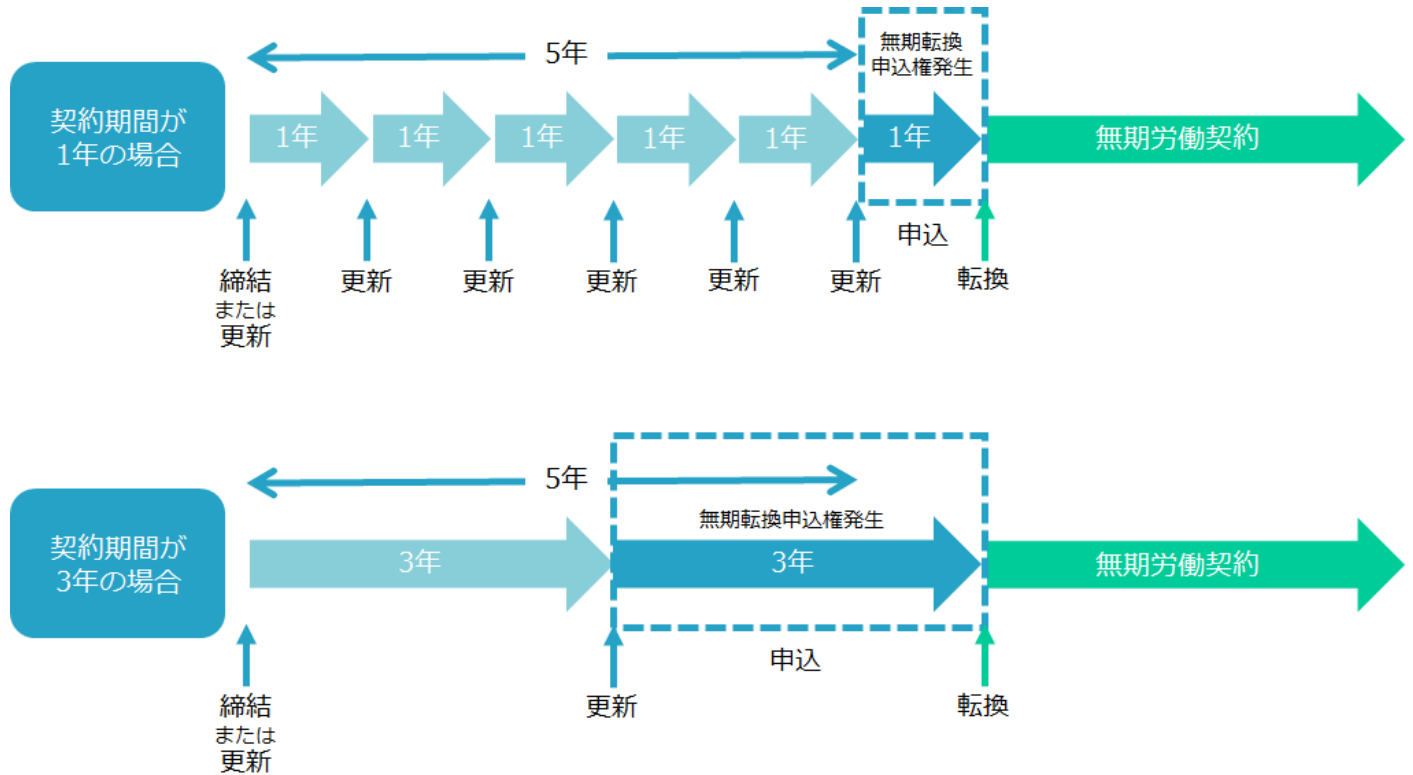 5年
無期転換
申込権発生
契約期間が
1年の場合
1年
1年
1年
1年
1年
1年
無期労働契約
申込
締結
または
更新
更新
更新
更新
更新
更新
転換
5年
無期転換申込権発生
契約期間が
3年の場合
3年
3年
無期労働契約
申込
締結
または
更新
更新
転換